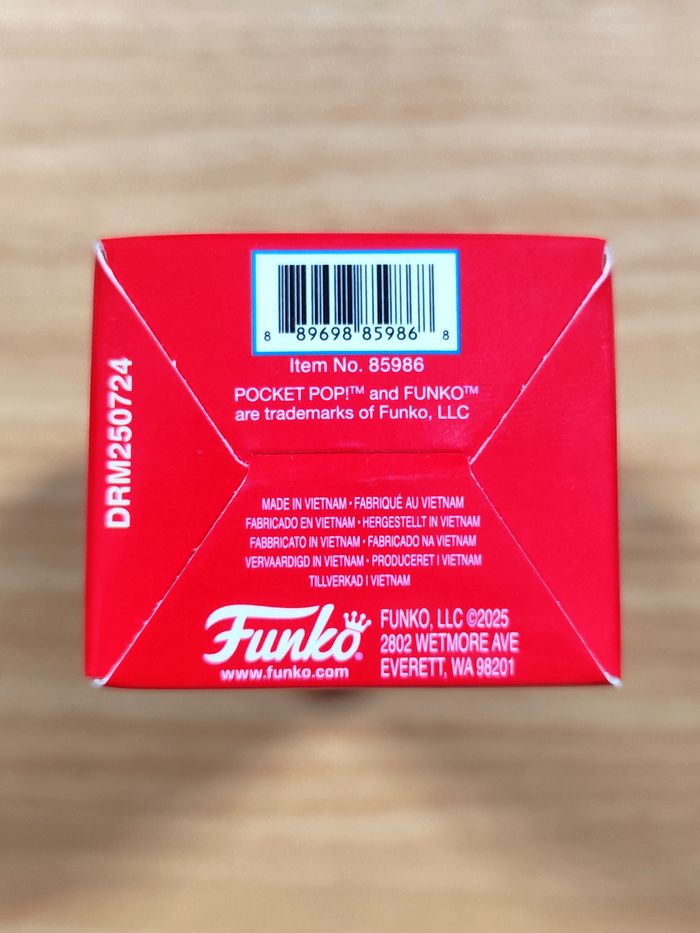 8 89698 85986 8
Item No. 85986
POCKET POP!™ and FUNKO™
are trademarks of Funko, LLC
DRM250724
MADE IN VIETNAM • FABRIQUÉ AU VIETNAM
FABRICADO EN VIETNAM • HERGESTELLT IN VIETNAM
FABBRICATO IN VIETNAM • FABRICADO NA VIETNAM
VERVAARDIGD IN VIETNAM • PRODUCERET I VIETNAM
TILLVERKAD I VIETNAM
Funko®
www.funko.com
FUNKO, LLC ©2025
2802 WETMORE AVE
EVERETT, WA 98201